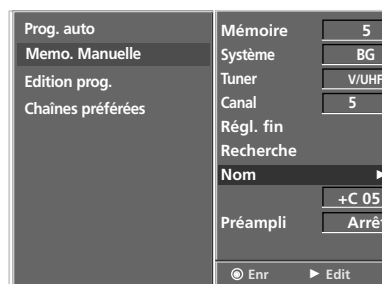 Prog. auto
Memo. Manuelle
Edition prog.
Chaînes préférées
Mémoire 5
Système BG
Tuner V/UHF
Canal 5
Régl. fin
Recherche
Nom ►
+C 05
Préampli Arrêt
◉ Enr ► Edit